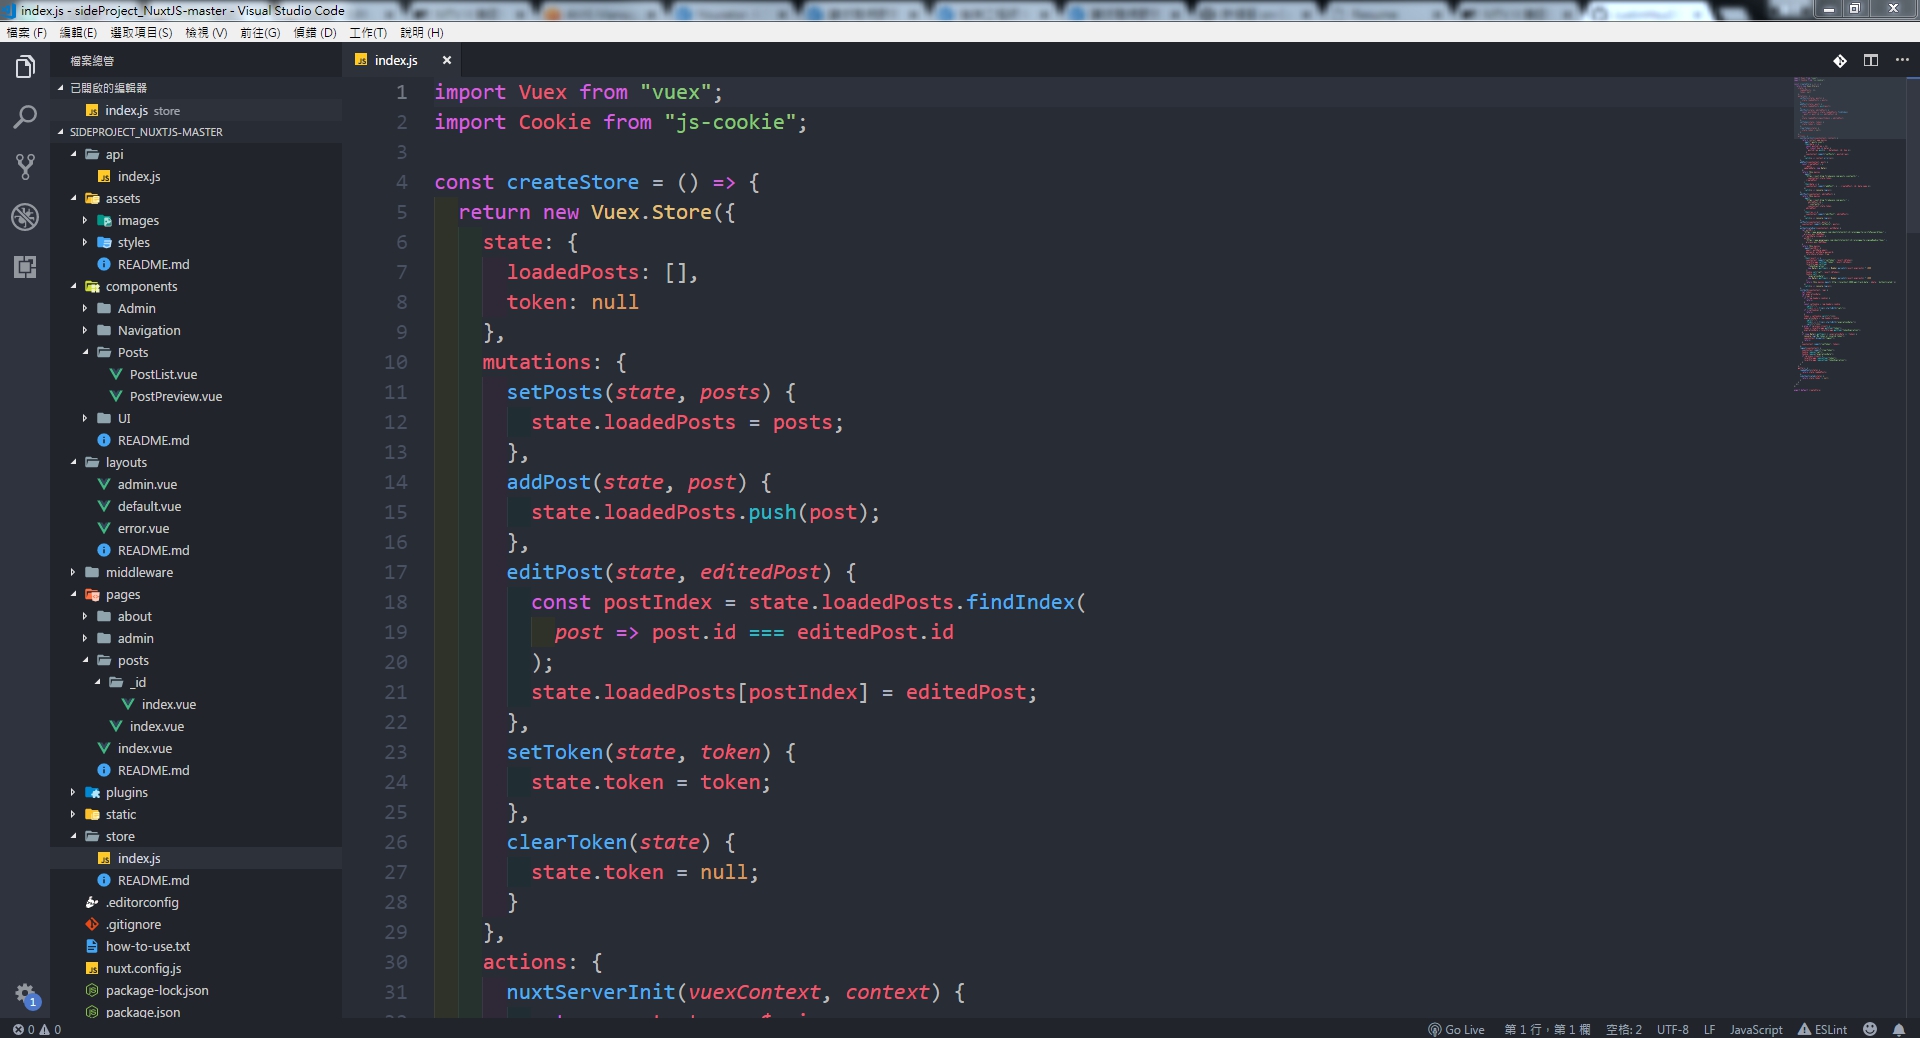 index.js - sideProject_NuxtJS-master - Visual Studio Code
檔案 (F) 編輯(E) 選取項目(S) 檢視 (V) 前往(G) 偵錯 (D) 工作(T) 說明 (H)
檔案總管
已開啟的編輯器
index.js store
SIDEPROJECT_NUXTJS-MASTER
api
index.js
assets
images
styles
README.md
components
Admin
Navigation
Posts
PostList.vue
PostPreview.vue
UI
README.md
layouts
admin.vue
default.vue
error.vue
README.md
middleware
pages
about
admin
posts
_id
index.vue
index.vue
index.vue
README.md
plugins
static
store
index.js
README.md
.editorconfig
.gitignore
how-to-use.txt
nuxt.config.js
package-lock.json
package.json
1
index.js
1 import Vuex from "vuex";
2 import Cookie from "js-cookie";
3
4 const createStore = () => {
5 return new Vuex.Store({
6 state: {
7 loadedPosts: [],
8 token: null
9 },
10 mutations: {
11 setPosts(state, posts) {
12 state.loadedPosts = posts;
13 },
14 addPost(state, post) {
15 state.loadedPosts.push(post);
16 },
17 editPost(state, editedPost) {
18 const postIndex = state.loadedPosts.findIndex(
19 post => post.id === editedPost.id
20 );
21 state.loadedPosts[postIndex] = editedPost;
22 },
23 setToken(state, token) {
24 state.token = token;
25 },
26 clearToken(state) {
27 state.token = null;
28 }
29 },
30 actions: {
31 nuxtServerInit(vuexContext, context) {
0 0
Go Live 第 1 行，第 1 欄 空格: 2 UTF-8 LF JavaScript ESLint